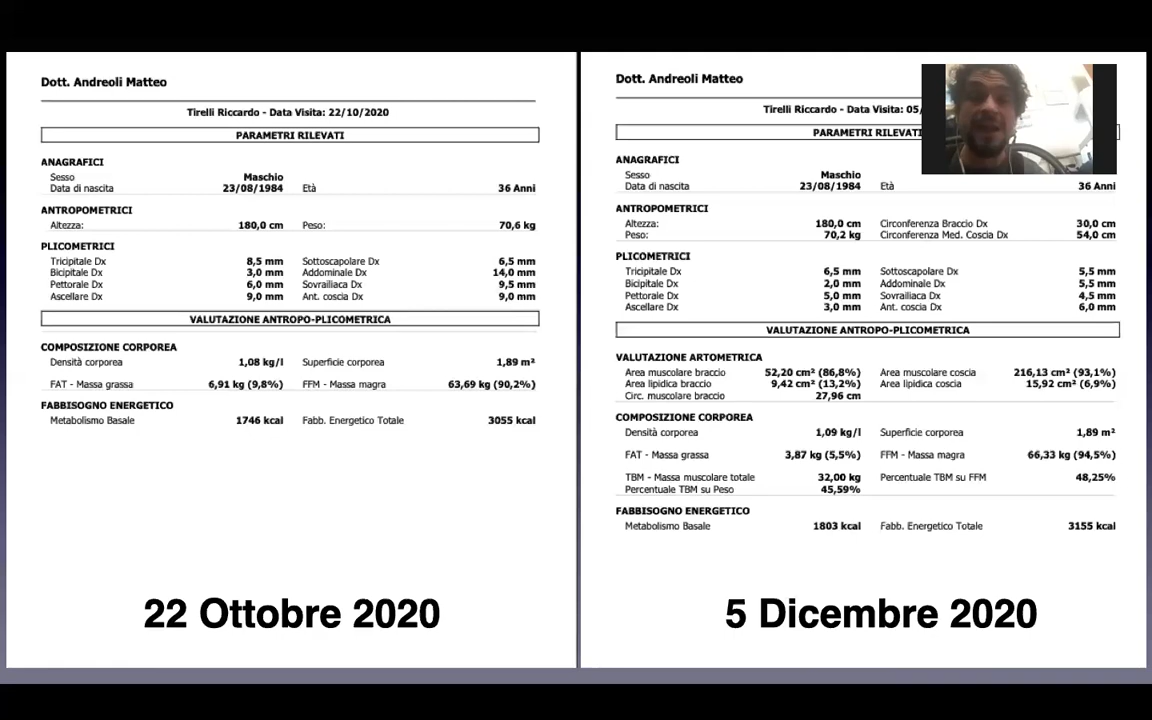 Dott. Andreoli Matteo
Tirelli Riccardo - Data Visita: 22/10/2020
PARAMETRI RILEVATI
ANAGRAFICI
Sesso Maschio
Data di nascita 23/08/1984 Età 36 Anni
ANTROPOMETRICI
Altezza: 180,0 cm Peso: 70,6 kg
PLICOMETRICI
Tricipitale Dx 8,5 mm Sottoscapolare Dx 6,5 mm
Bicipitale Dx 3,0 mm Addominale Dx 14,0 mm
Pettorale Dx 6,0 mm Sovrailiaca Dx 9,5 mm
Ascellare Dx 9,0 mm Ant. coscia Dx 9,0 mm
VALUTAZIONE ANTROPO-PLICOMETRICA
COMPOSIZIONE CORPOREA
Densità corporea 1,08 kg/l Superficie corporea 1,89 m²
FAT - Massa grassa 6,91 kg (9,8%) FFM - Massa magra 63,69 kg (90,2%)
FABBISOGNO ENERGETICO
Metabolismo Basale 1746 kcal Fabb. Energetico Totale 3055 kcal
22 Ottobre 2020
Dott. Andreoli Matteo
Tirelli Riccardo - Data Visita: 05/
PARAMETRI RILEVATI
ANAGRAFICI
Sesso Maschio
Data di nascita 23/08/1984 Età 36 Anni
ANTROPOMETRICI
Altezza: 180,0 cm Circonferenza Braccio Dx 30,0 cm
Peso: 70,2 kg Circonferenza Med. Coscia Dx 54,0 cm
PLICOMETRICI
Tricipitale Dx 6,5 mm Sottoscapolare Dx 5,5 mm
Bicipitale Dx 2,0 mm Addominale Dx 5,5 mm
Pettorale Dx 5,0 mm Sovrailiaca Dx 4,5 mm
Ascellare Dx 3,0 mm Ant. coscia Dx 6,0 mm
VALUTAZIONE ANTROPO-PLICOMETRICA
VALUTAZIONE ARTOMETRICA
Area muscolare braccio 52,20 cm² (86,8%) Area muscolare coscia 216,13 cm² (93,1%)
Area lipidica braccio 9,42 cm² (13,2%) Area lipidica coscia 15,92 cm² (6,9%)
Circ. muscolare braccio 27,96 cm
COMPOSIZIONE CORPOREA
Densità corporea 1,09 kg/l Superficie corporea 1,89 m²
FAT - Massa grassa 3,87 kg (5,5%) FFM - Massa magra 66,33 kg (94,5%)
TBM - Massa muscolare totale 32,00 kg Percentuale TBM su FFM 48,25%
Percentuale TBM su Peso 45,59%
FABBISOGNO ENERGETICO
Metabolismo Basale 1803 kcal Fabb. Energetico Totale 3155 kcal
5 Dicembre 2020